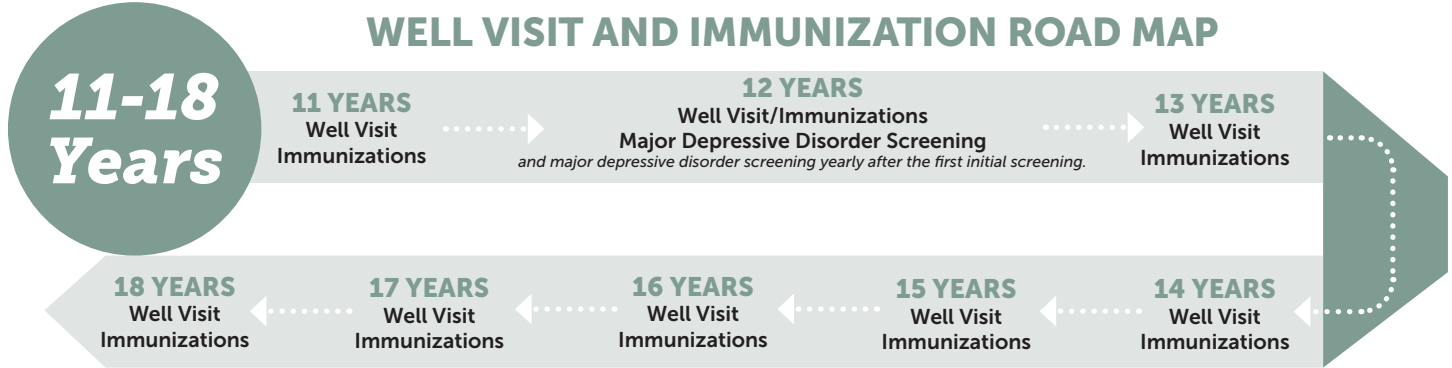 WELL VISIT AND IMMUNIZATION ROAD MAP
11-18
Years
11 YEARS
Well Visit
Immunizations
12 YEARS
Well Visit/Immunizations
Major Depressive Disorder Screening
and major depressive disorder screening yearly after the first initial screening.
13 YEARS
Well Visit
Immunizations
14 YEARS
Well Visit
Immunizations
15 YEARS
Well Visit
Immunizations
16 YEARS
Well Visit
Immunizations
17 YEARS
Well Visit
Immunizations
18 YEARS
Well Visit
Immunizations